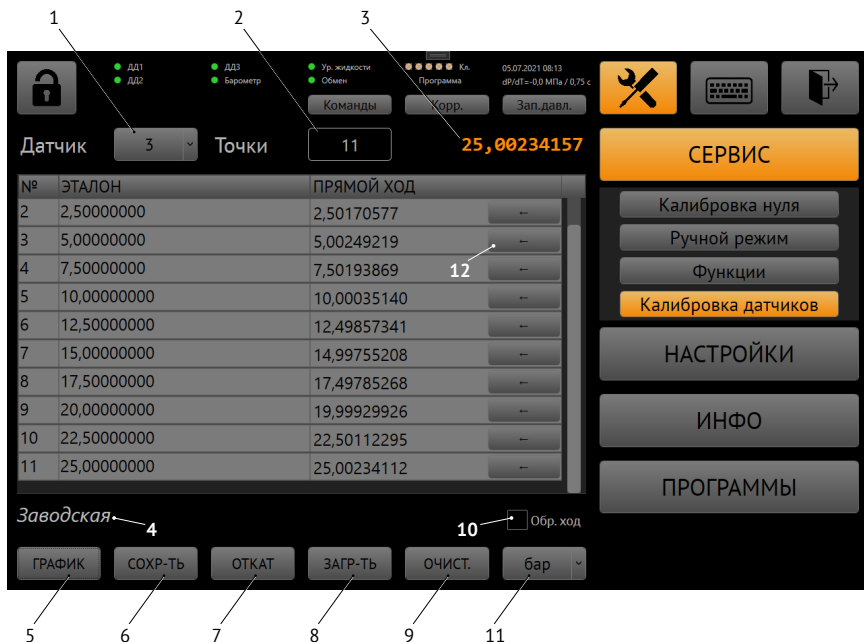 1 2 3
ДД1 ДД3 Ур. жидкости Кл. 05.07.2021 08:13
ДД2 Барометр Обмен Программа dP/dT=-0,0 МПа / 0,75 с
Команды Корр. Зап.давл.
Датчик 3 Точки 11 25,00234157
СЕРВИС
№ ЭТАЛОН ПРЯМОЙ ХОД
2 2,50000000 2,50170577 ←
3 5,00000000 5,00249219 ←
4 7,50000000 7,50193869 ←
12
5 10,00000000 10,00035140 ←
6 12,50000000 12,49857341 ←
7 15,00000000 14,99755208 ←
8 17,50000000 17,49785268 ←
9 20,00000000 19,99929926 ←
10 22,50000000 22,50112295 ←
11 25,00000000 25,00234112 ←
Калибровка нуля
Ручной режим
Функции
Калибровка датчиков
НАСТРОЙКИ
ИНФО
ПРОГРАММЫ
Заводская 4 10 Обр. ход
ГРАФИК СОХР-ТЬ ОТКАТ ЗАГР-ТЬ ОЧИСТ. бар
5 6 7 8 9 11